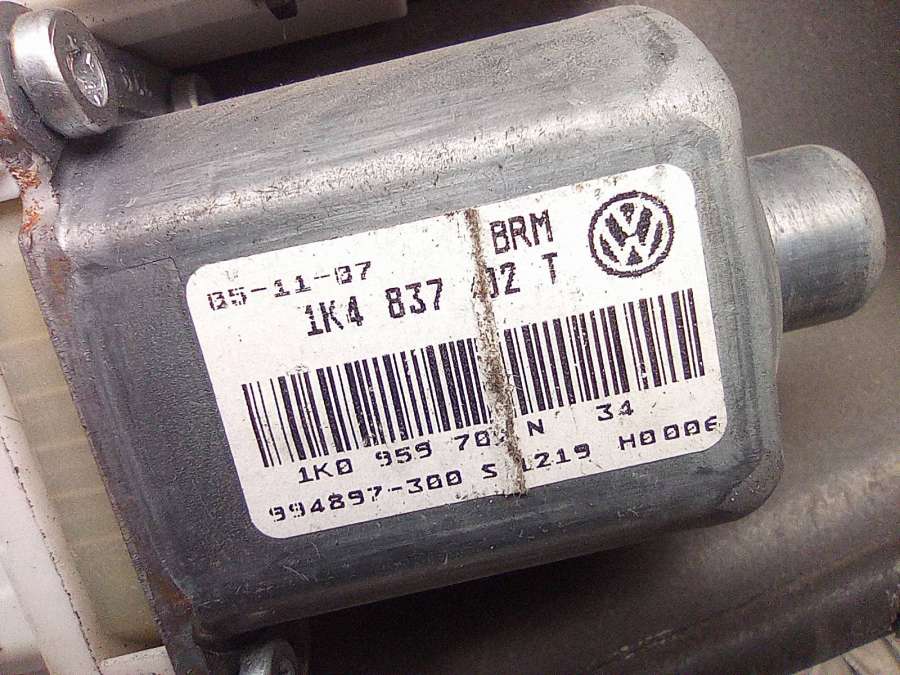 BRM
05-11-07
1K4 837 02 T
1K0 959 70 N 34
994897-300 S 1219 H0006